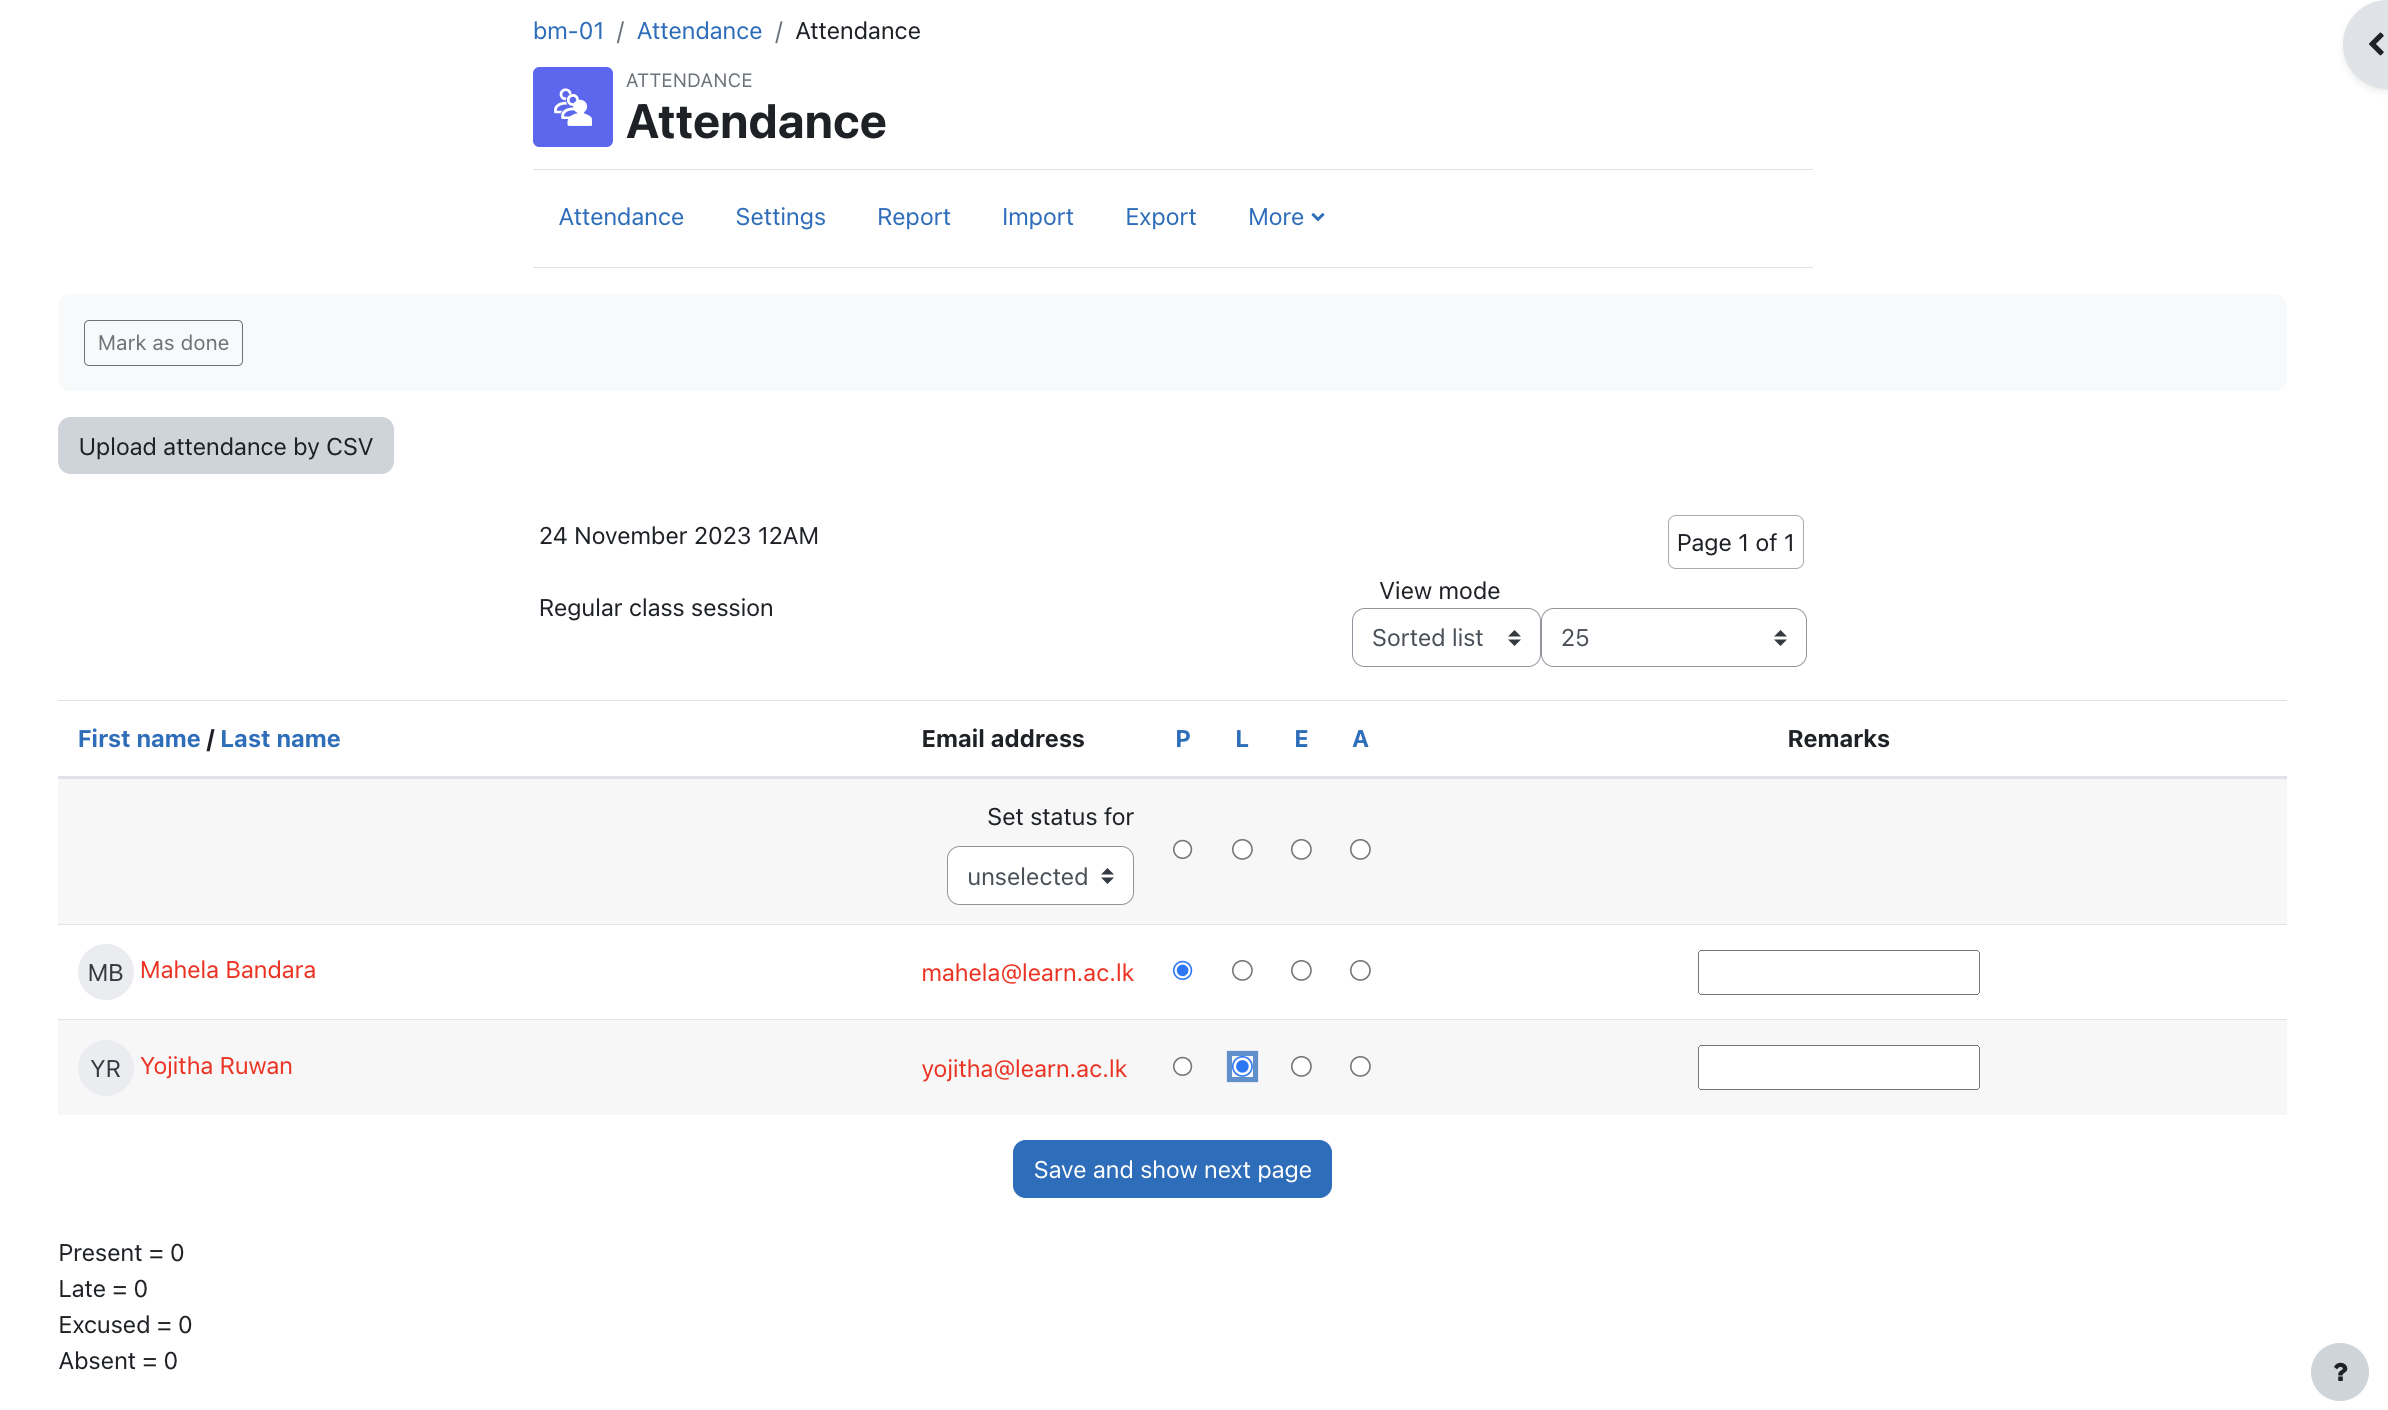 bm-01 / Attendance / Attendance
ATTENDANCE
Attendance
Attendance Settings Report Import Export More
Mark as done
Upload attendance by CSV
24 November 2023 12AM
Page 1 of 1
View mode
Regular class session
Sorted list 25
First name / Last name Email address P L E A Remarks
Set status for
unselected
MB Mahela Bandara mahela@learn.ac.lk
YR Yojitha Ruwan yojitha@learn.ac.lk
Save and show next page
Present = 0
Late = 0
Excused = 0
Absent = 0
?